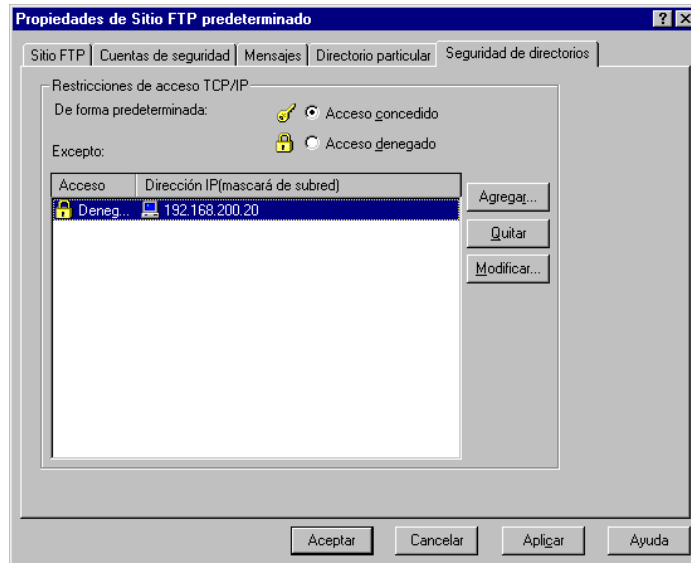 Propiedades de Sitio FTP predeterminado
Sitio FTP Cuentas de seguridad Mensajes Directorio particular Seguridad de directorios
Restricciones de acceso TCP/IP
De forma predeterminada: Acceso concedido
Acceso denegado
Excepto:
Acceso Dirección IP(mascará de subred)
Deneg... 192.168.200.20
Agregar...
Quitar
Modificar...
Aceptar Cancelar Aplicar Ayuda